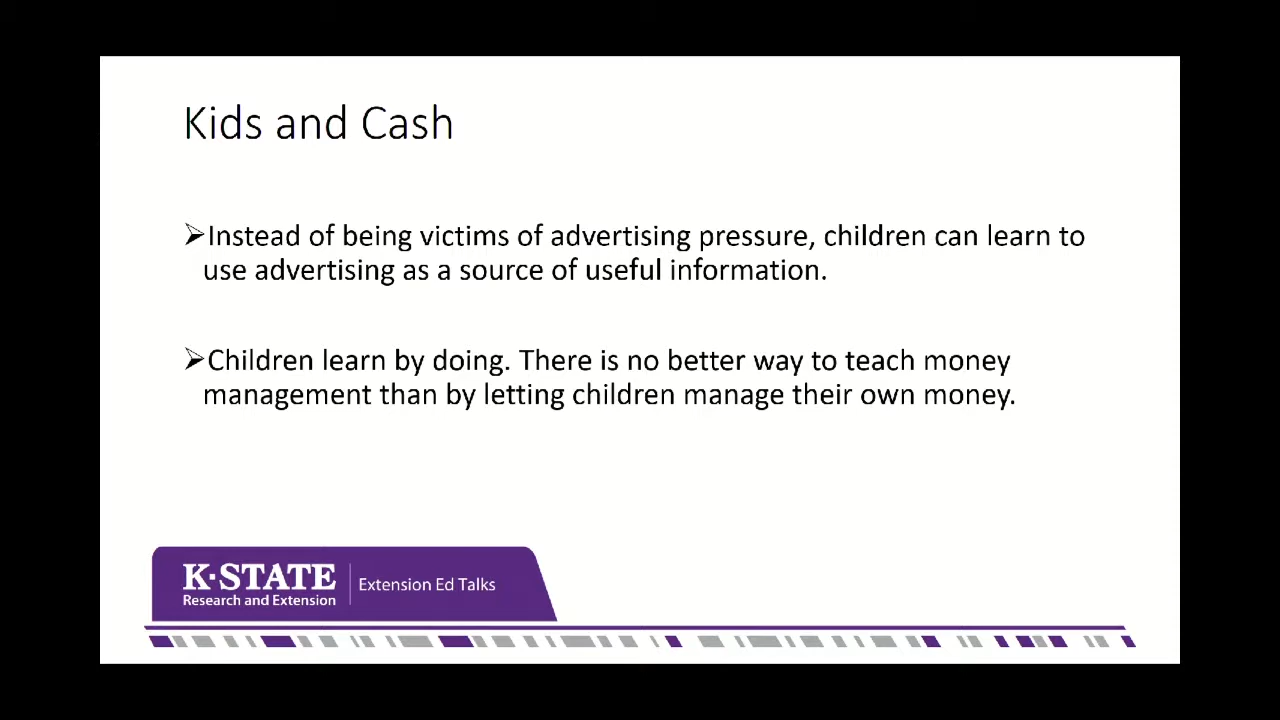 Kids and Cash
➢Instead of being victims of advertising pressure, children can learn to
use advertising as a source of useful information.
➢Children learn by doing. There is no better way to teach money
management than by letting children manage their own money.
K·STATE
Research and Extension
Extension Ed Talks